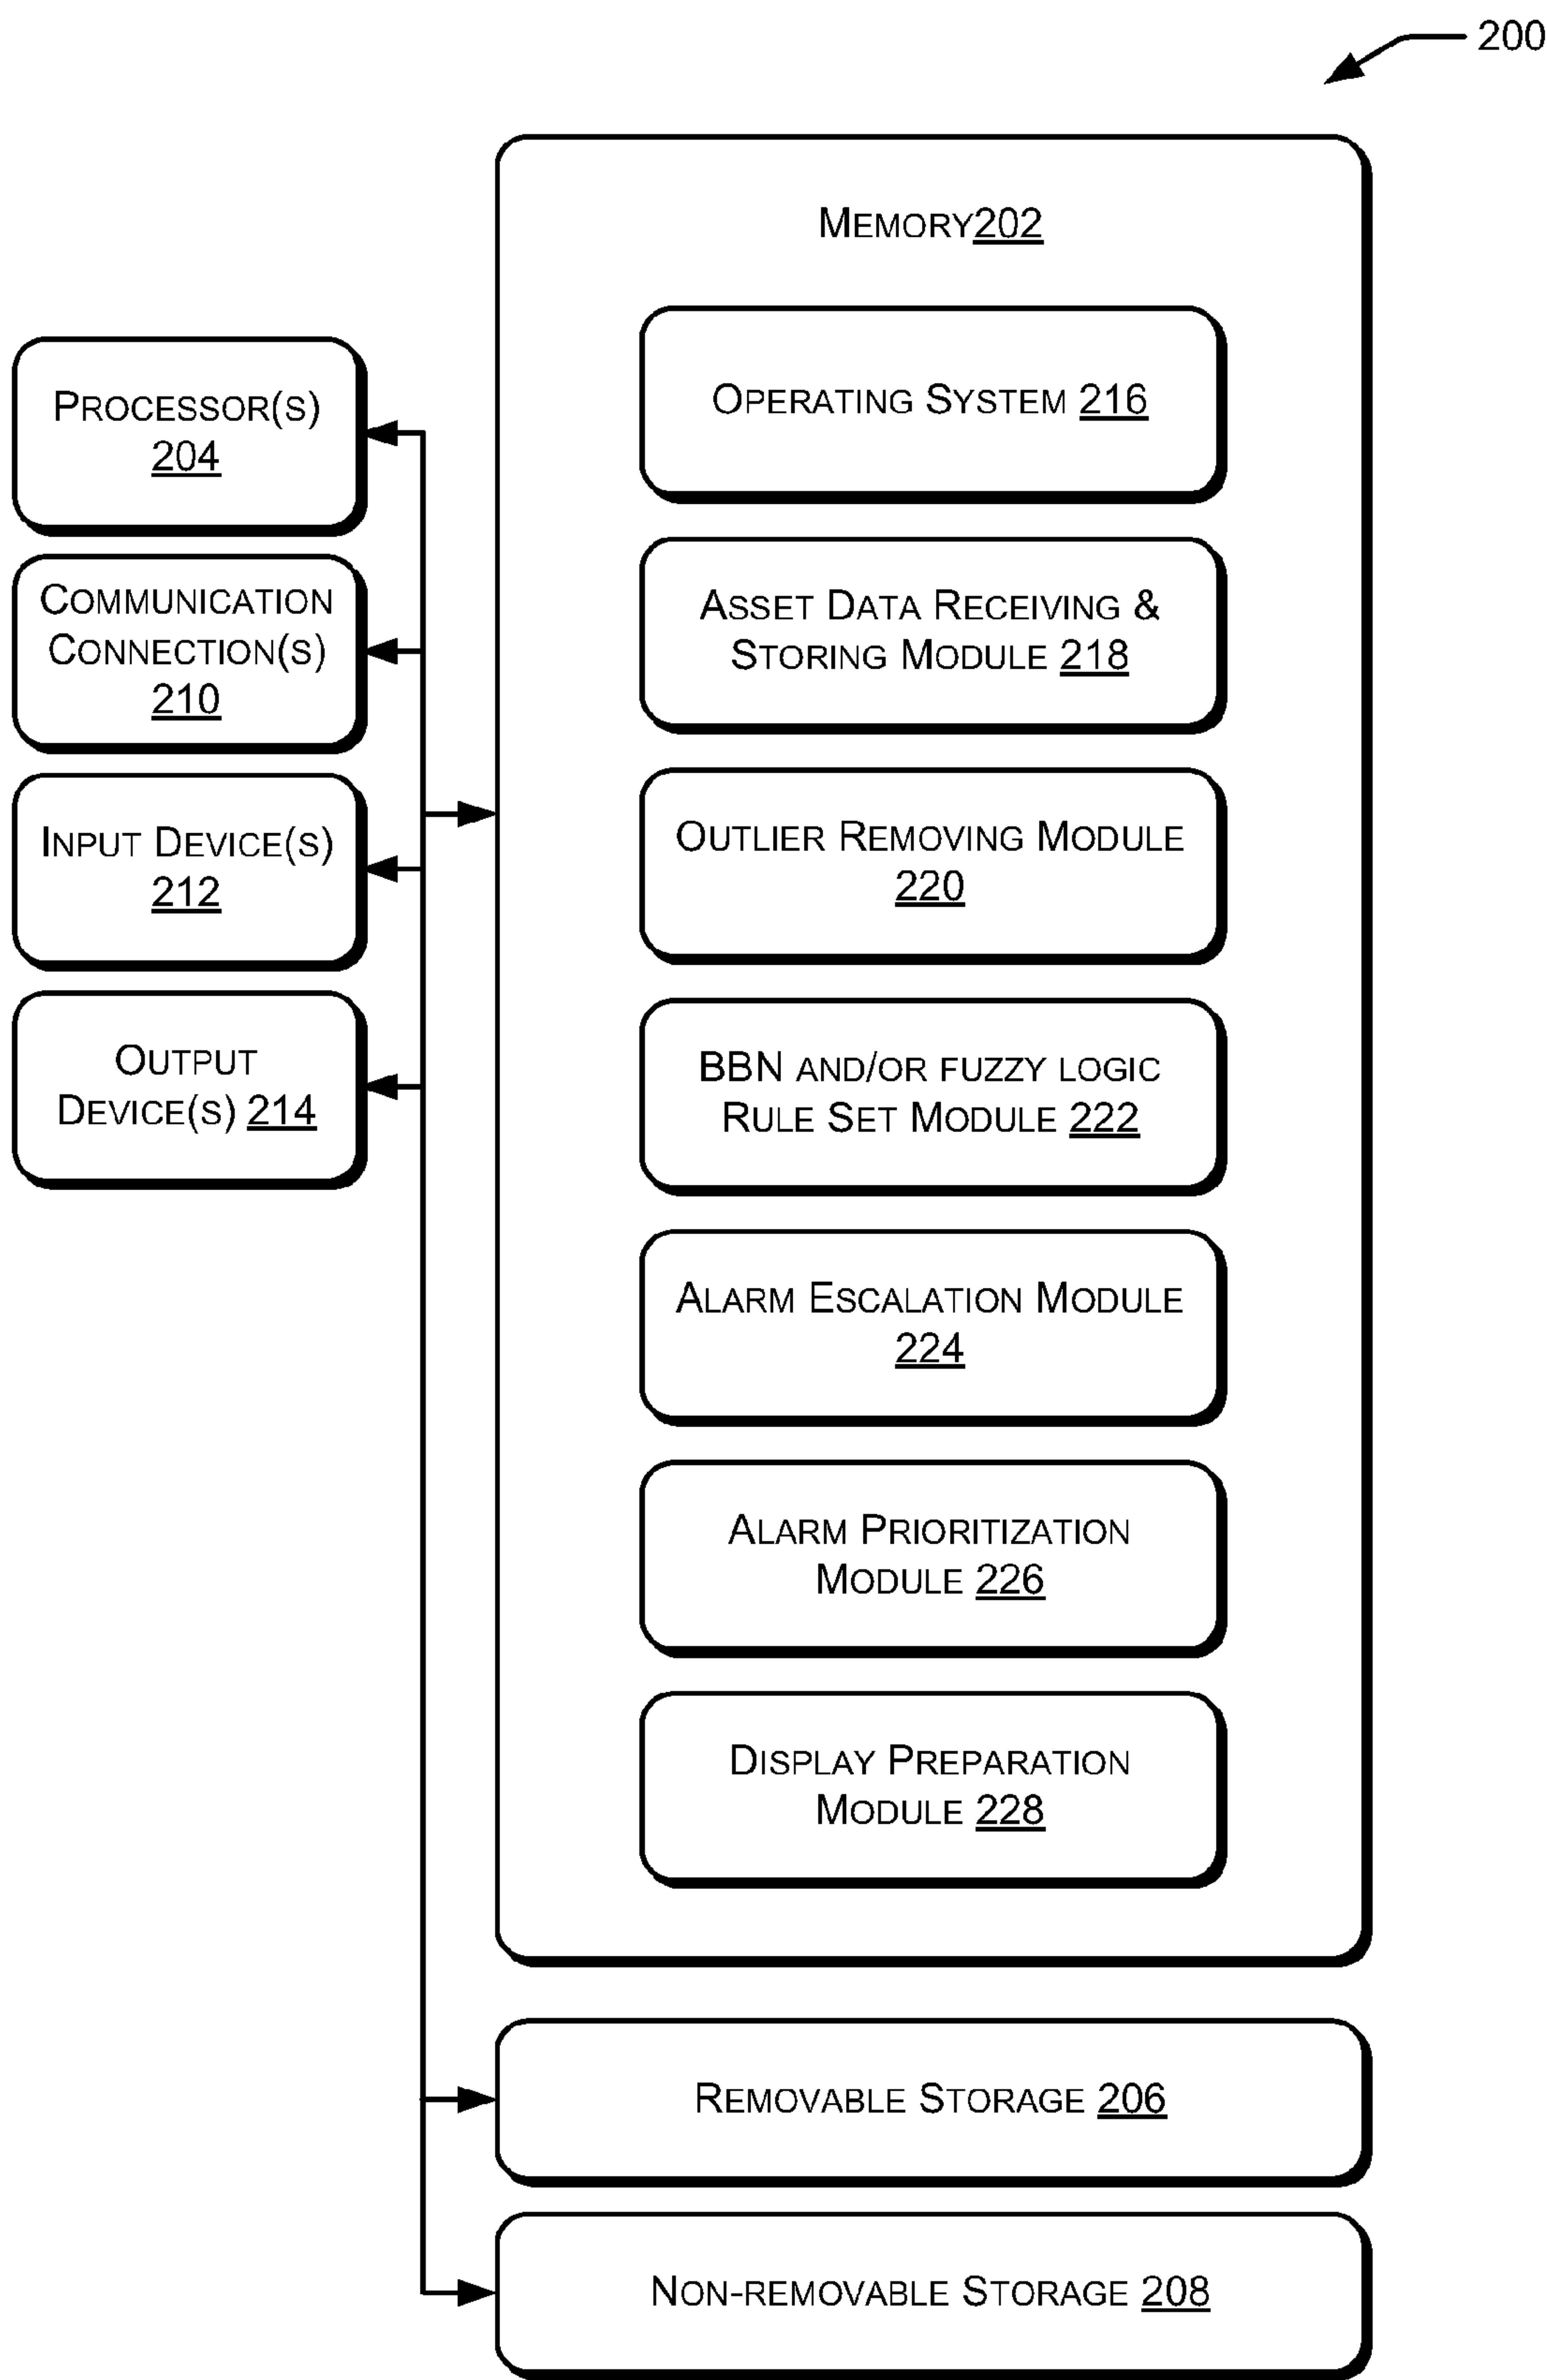 200
MEMORY202
OPERATING SYSTEM 216
ASSET DATA RECEIVING &
STORING MODULE 218
OUTLIER REMOVING MODULE
220
BBN AND/OR FUZZY LOGIC
RULE SET MODULE 222
ALARM ESCALATION MODULE
224
ALARM PRIORITIZATION
MODULE 226
DISPLAY PREPARATION
MODULE 228
PROCESSOR(S)
204
COMMUNICATION
CONNECTION(S)
210
INPUT DEVICE(S)
212
OUTPUT
DEVICE(S) 214
REMOVABLE STORAGE 206
NON-REMOVABLE STORAGE 208